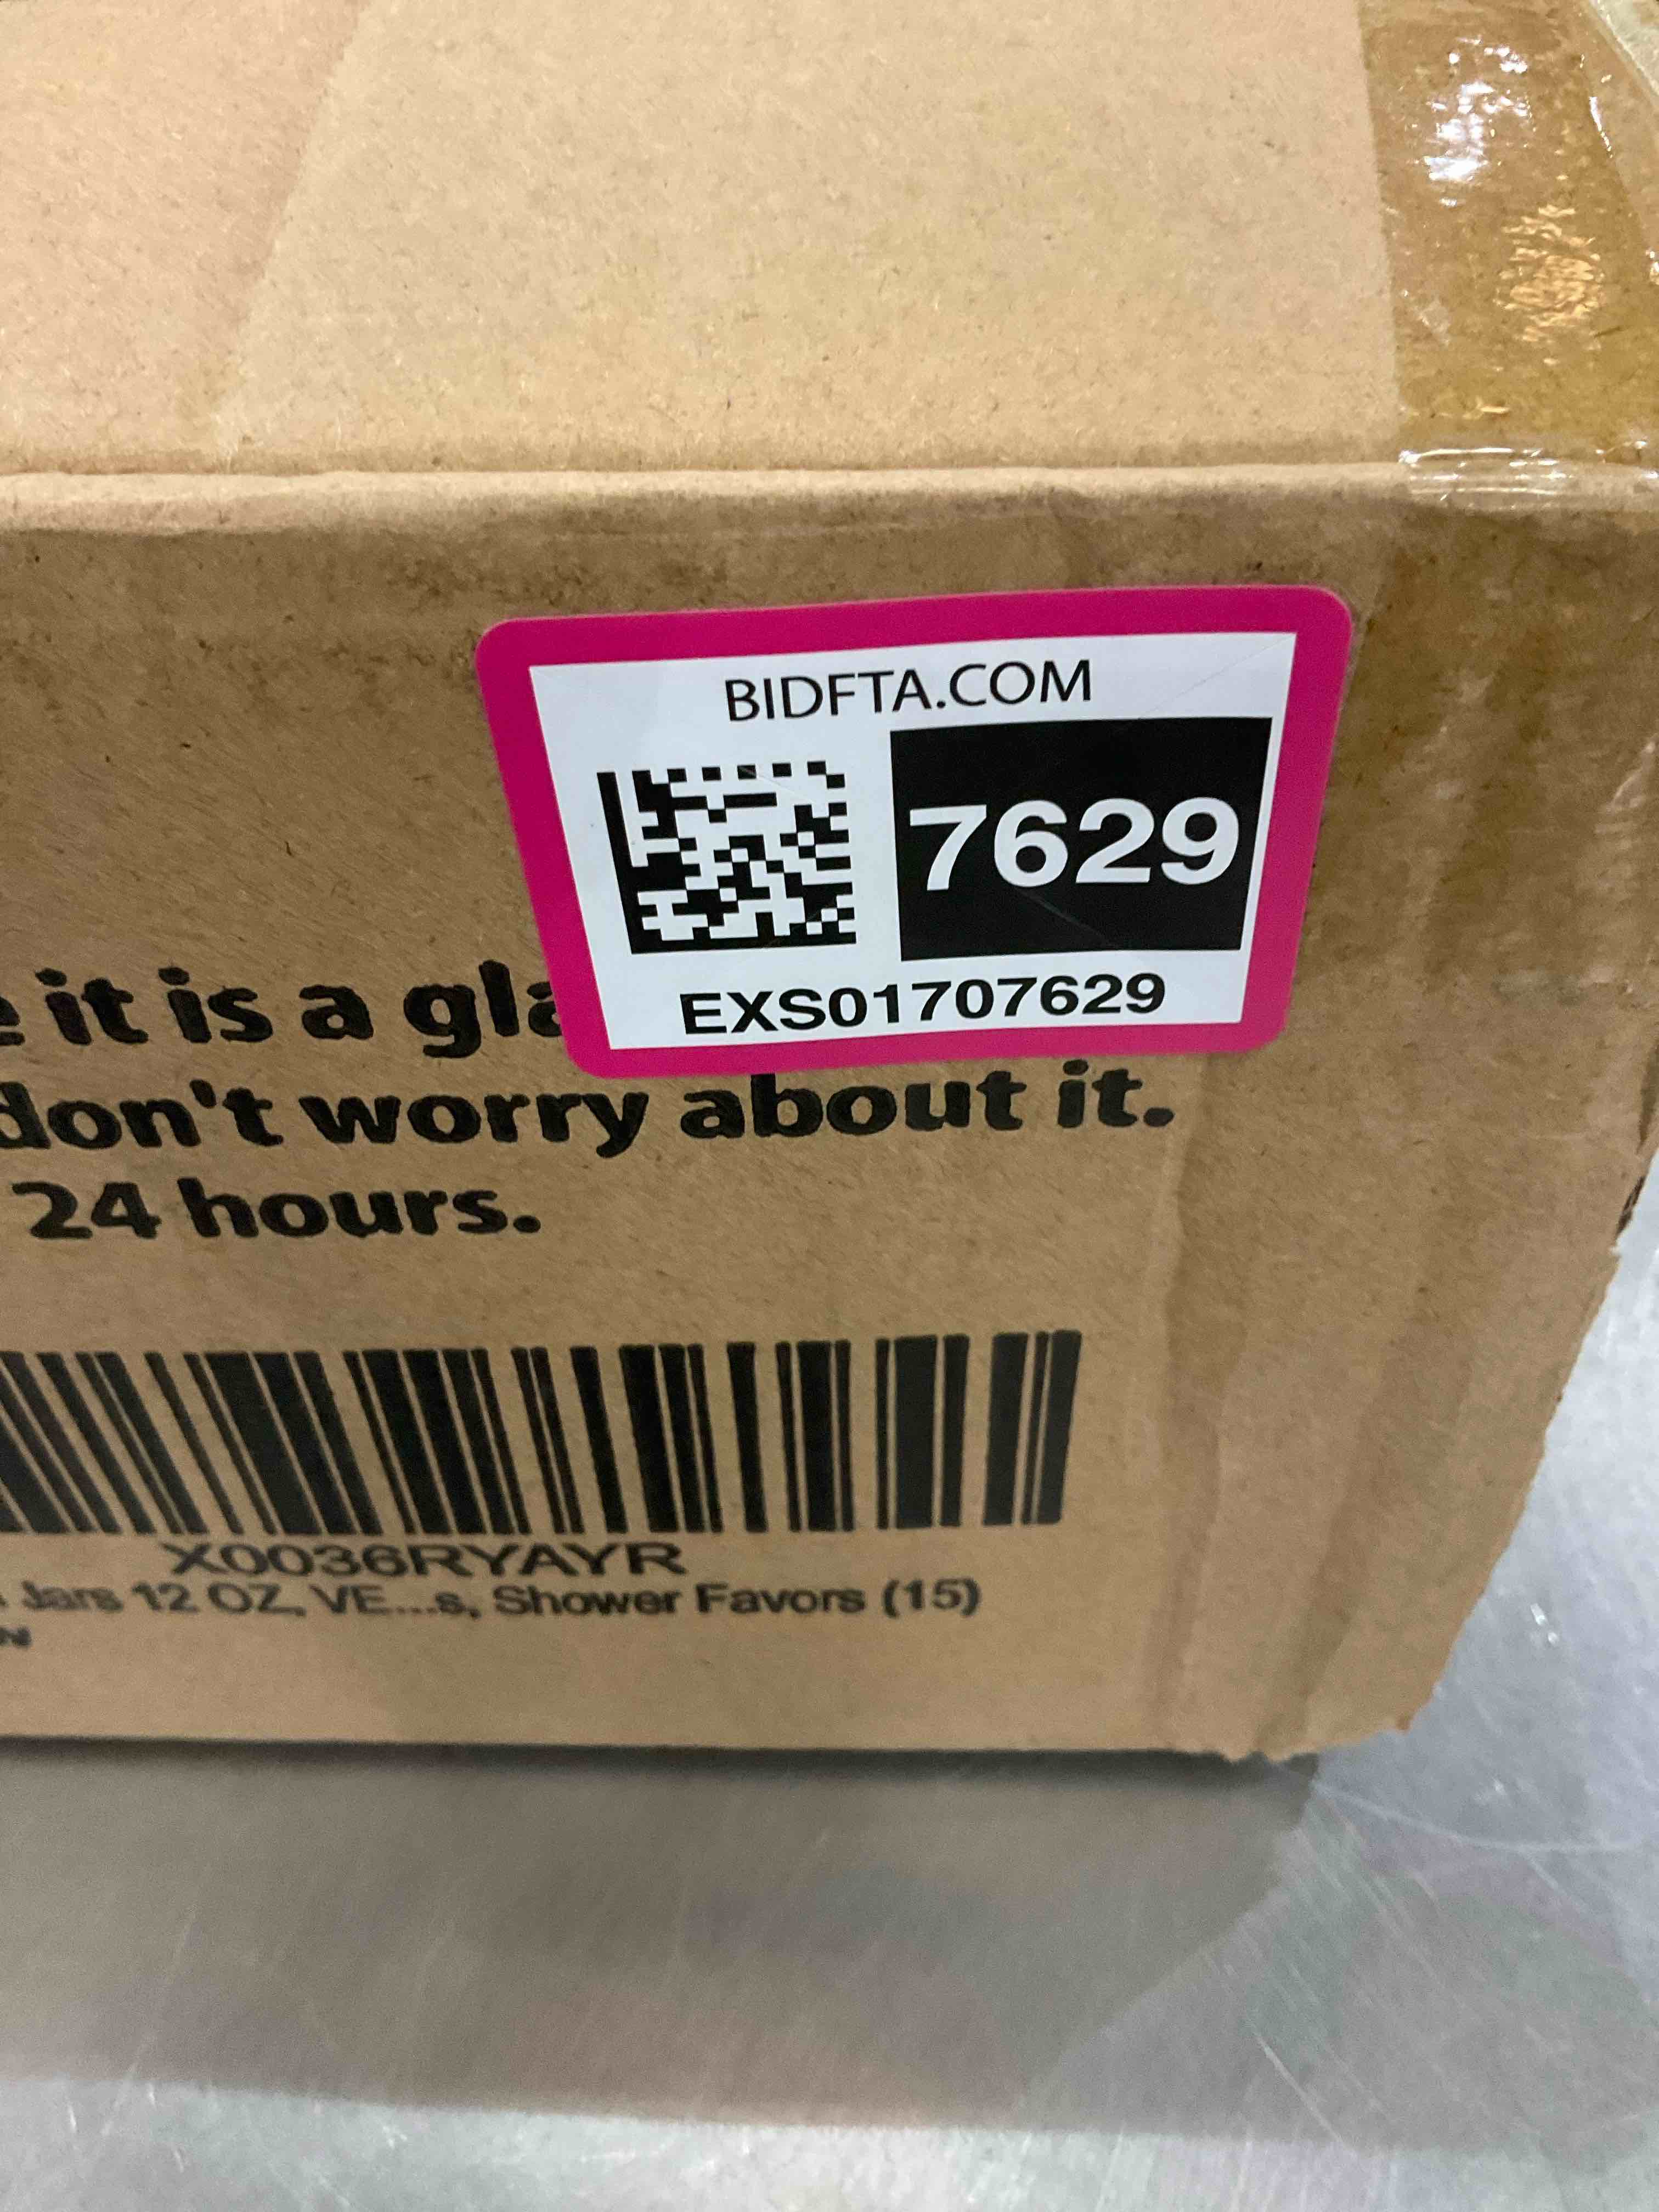 BIDFTA.COM
7629
EXS01707629
it is a gla
don't worry about it.
24 hours.
X0036RYAYR
Jars 12 OZ, VE...s, Shower Favors (15)